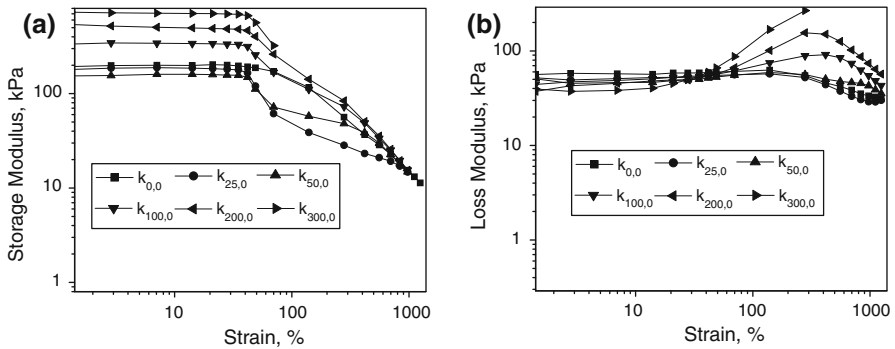 (a)
Storage Modulus, kPa
100
10
1
k0,0 k25,0 k50,0
k100,0 k200,0 k300,0
10 100 1000
Strain, %
(b)
Loss Modulus, kPa
100
10
1
k0,0 k25,0 k50,0
k100,0 k200,0 k300,0
10 100 1000
Strain, %